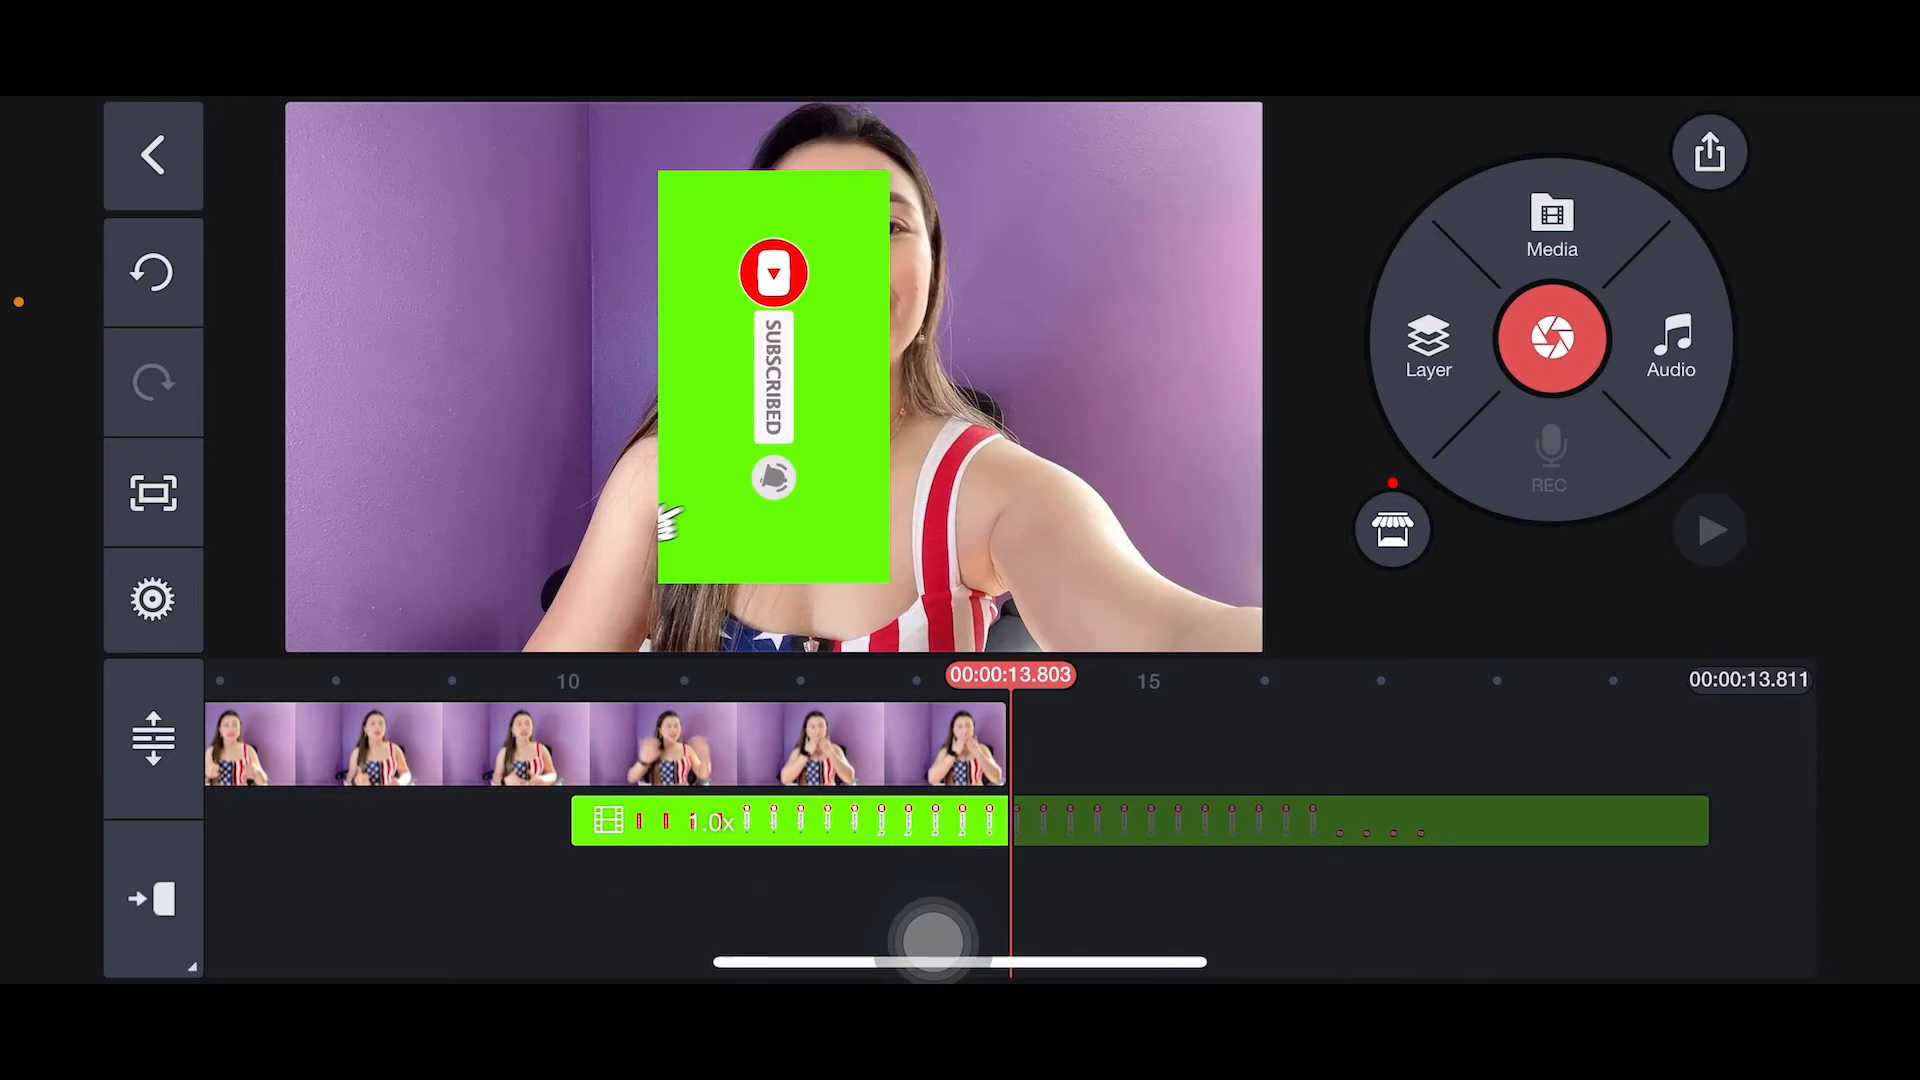 Media
Layer
Audio
REC
SUBSCRIBED
10
00:00:13.803
15
00:00:13.811
1.0x